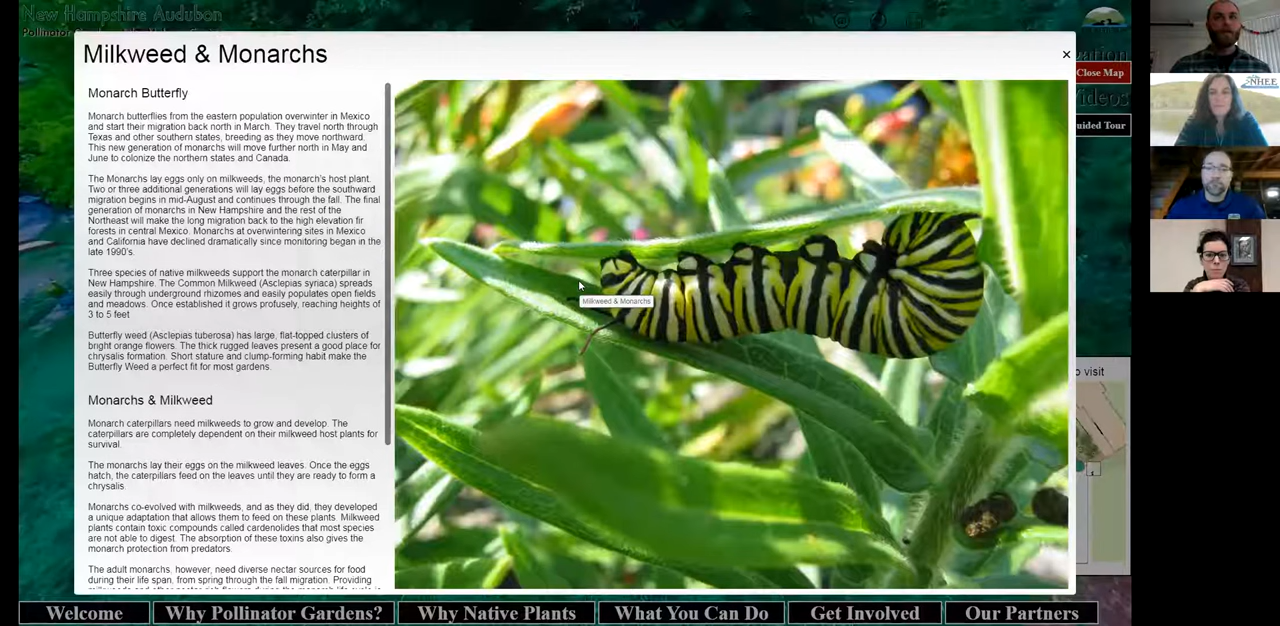 New Hampshire Audubon
Milkweed & Monarchs
Monarch Butterfly
Monarch butterflies from the eastern population overwinter in Mexico
and start their migration back north in March. They travel north through
Texas and other southern states, breeding as they move northward.
This new generation of monarchs will move further north in May and
June to colonize the northern states and Canada.
The Monarchs lay eggs only on milkweeds, the monarch's host plant.
Two or three additional generations will lay eggs before the southward
migration begins in mid-August and continues through the fall. The final
generation of monarchs in New Hampshire and the rest of the
Northeast will make the long migration back to the high elevation fir
forests in central Mexico. Monarchs at overwintering sites in Mexico
and California have declined dramatically since monitoring began in the
late 1990's.
Three species of native milkweeds support the monarch caterpillar in
New Hampshire. The Common Milkweed (Asclepias syriaca) spreads
easily through underground rhizomes and easily populates open fields
and meadows. Once established it grows profusely, reaching heights of
3 to 5 feet
Butterfly weed (Asclepias tuberosa) has large, flat-topped clusters of
bright orange flowers. The thick rugged leaves present a good place for
chrysalis formation. Short stature and clump-forming habit make the
Butterfly Weed a perfect fit for most gardens.
Monarchs & Milkweed
Monarch caterpillars need milkweeds to grow and develop. The
caterpillars are completely dependent on their milkweed host plants for
survival.
The monarchs lay their eggs on the milkweed leaves. Once the eggs
hatch, the caterpillars feed on the leaves until they are ready to form a
chrysalis.
Monarchs co-evolved with milkweeds, and as they did, they developed
a unique adaptation that allows them to feed on these plants. Milkweed
plants contain toxic compounds called cardenolides that most species
are not able to digest. The absorption of these toxins also gives the
monarch protection from predators.
The adult monarchs, however, need diverse nectar sources for food
during their life span, from spring through the fall migration. Providing
×
Milkweed & Monarchs
vation
Close Map
Videos
uided Tour
o visit
NHEE
Welcome
Why Pollinator Gardens?
Why Native Plants
What You Can Do
Get Involved
Our Partners